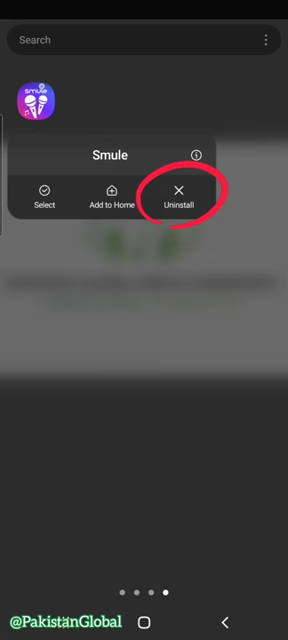 Search
Smule
Smule
Select
Add to Home
Uninstall
@PakistanGlobal